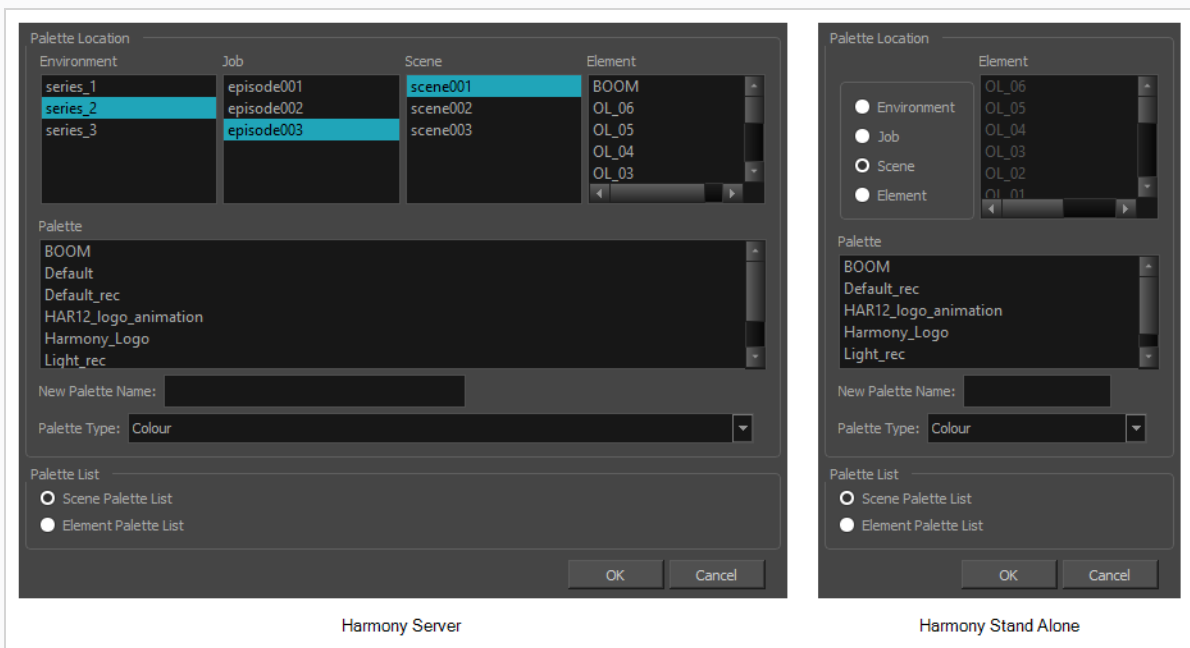 Palette Location
Environment Job Scene Element
series_1 episode001 scene001 BOOM
series_2 episode002 scene002 OL_06
series_3 episode003 scene003 OL_05
OL_04
OL_03
Palette
BOOM
Default
Default_rec
HAR12_logo_animation
Harmony_Logo
Light_rec
New Palette Name:
Palette Type: Colour
Palette List
Scene Palette List
Element Palette List
OK Cancel
Harmony Server
Palette Location
Element
OL_06
Environment OL_05
Job OL_04
OL_03
Scene OL_02
Element OL_01
Palette
BOOM
Default_rec
HAR12_logo_animation
Harmony_Logo
Light_rec
New Palette Name:
Palette Type: Colour
Palette List
Scene Palette List
Element Palette List
OK Cancel
Harmony Stand Alone